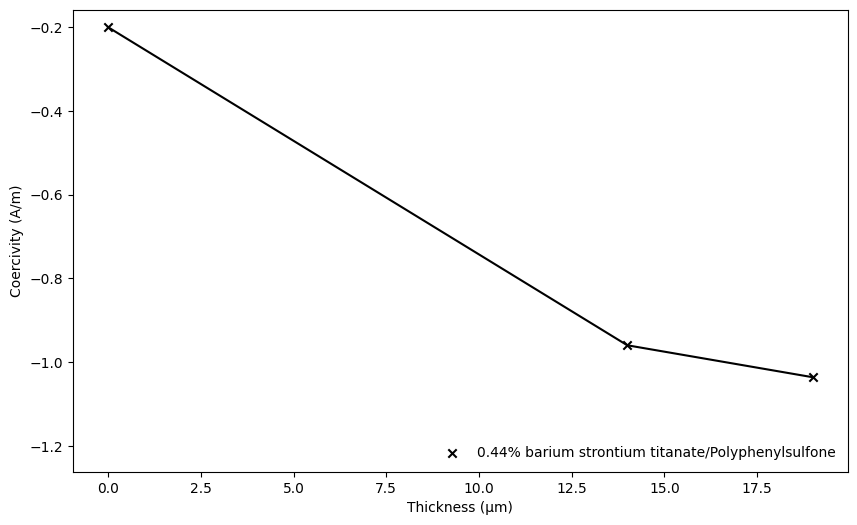 −0.2
−0.4
−0.6
−0.8
−1.0
−1.2
Coercivity (A/m)
0.44% barium strontium titanate/Polyphenylsulfone
0.0 2.5 5.0 7.5 10.0 12.5 15.0 17.5
Thickness (μm)